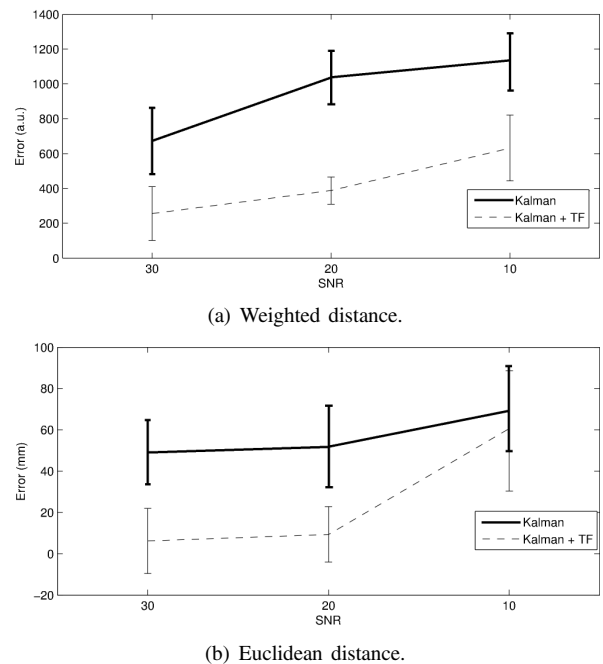 1400
1200
1000
800
600
400
200
0
Error (a.u.)
Kalman
Kalman + TF
30 20 10
SNR
(a) Weighted distance.
100
80
60
40
20
0
−20
Error (mm)
Kalman
Kalman + TF
30 20 10
SNR
(b) Euclidean distance.